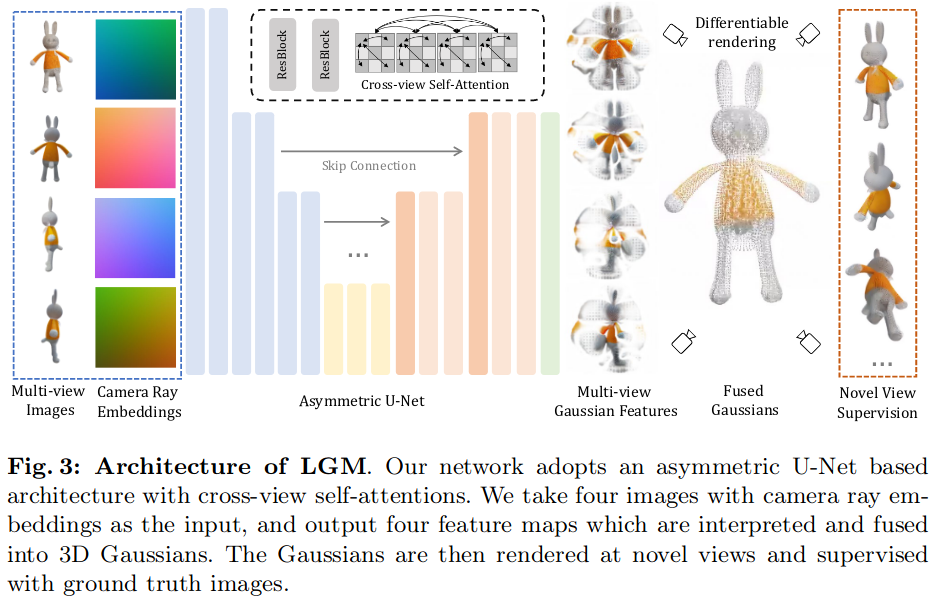 Differentiable
rendering
ResBlock
ResBlock
Cross-view Self-Attention
Skip Connection
...
...
Multi-view
Images
Camera Ray
Embeddings
Asymmetric U-Net
Multi-view
Gaussian Features
Fused
Gaussians
Novel View
Supervision
Fig. 3: Architecture of LGM. Our network adopts an asymmetric U-Net based
architecture with cross-view self-attentions. We take four images with camera ray em-
beddings as the input, and output four feature maps which are interpreted and fused
into 3D Gaussians. The Gaussians are then rendered at novel views and supervised
with ground truth images.